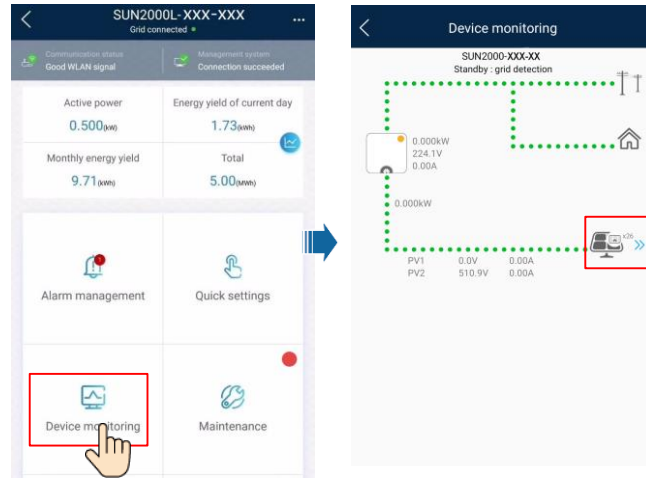 SUN2000L-XXX-XXX
Grid connected
Communication status
Good WLAN signal
Management system
Connection succeeded
Active power
0.500(kW)
Energy yield of current day
1.73(kWh)
Monthly energy yield
9.71(kWh)
Total
5.00(MWh)
Alarm management
Quick settings
Device monitoring
Maintenance
Device monitoring
SUN2000-XXX-XX
Standby : grid detection
0.000kW
224.1V
0.00A
0.000kW
x26
PV1 0.0V 0.00A
PV2 510.9V 0.00A